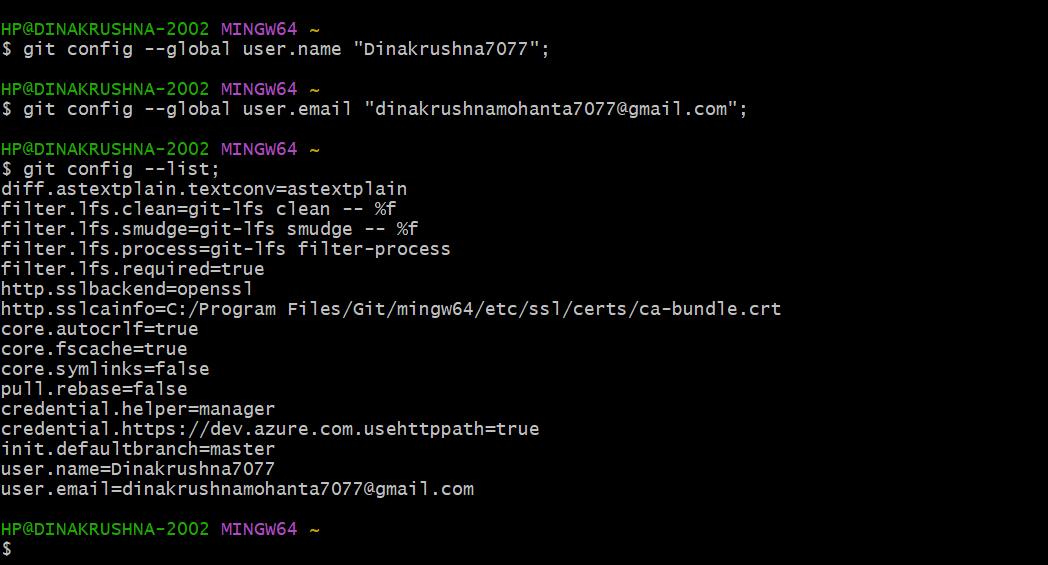 HP@DINAKRUSHNA-2002 MINGW64 ~
$ git config --global user.name "Dinakrushna7077";
HP@DINAKRUSHNA-2002 MINGW64 ~
$ git config --global user.email "dinakrushnamohanta7077@gmail.com";
HP@DINAKRUSHNA-2002 MINGW64 ~
$ git config --list;
diff.astextplain.textconv=astextplain
filter.lfs.clean=git-lfs clean -- %f
filter.lfs.smudge=git-lfs smudge -- %f
filter.lfs.process=git-lfs filter-process
filter.lfs.required=true
http.sslbackend=openssl
http.sslcainfo=C:/Program Files/Git/mingw64/etc/ssl/certs/ca-bundle.crt
core.autocrlf=true
core.fscache=true
core.symlinks=false
pull.rebase=false
credential.helper=manager
credential.https://dev.azure.com.usehttppath=true
init.defaultbranch=master
user.name=Dinakrushna7077
user.email=dinakrushnamohanta7077@gmail.com
HP@DINAKRUSHNA-2002 MINGW64 ~
$